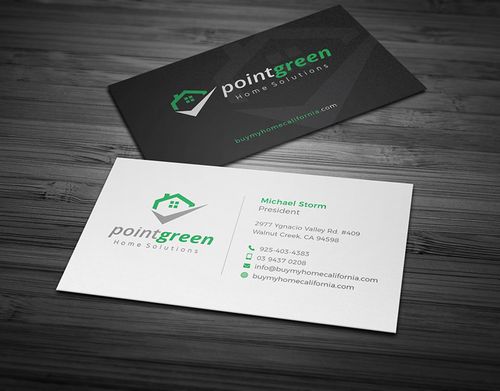 pointgreen
Home Solutions
buymyhomecalifornia.com
pointgreen
Home Solutions
Michael Storm
President
2977 Ygnacio Valley Rd. #409
Walnut Creek, CA 94598
925-403-4383
03 9437 0208
info@buymyhomecalifornia.com
buymyhomecalifornia.com